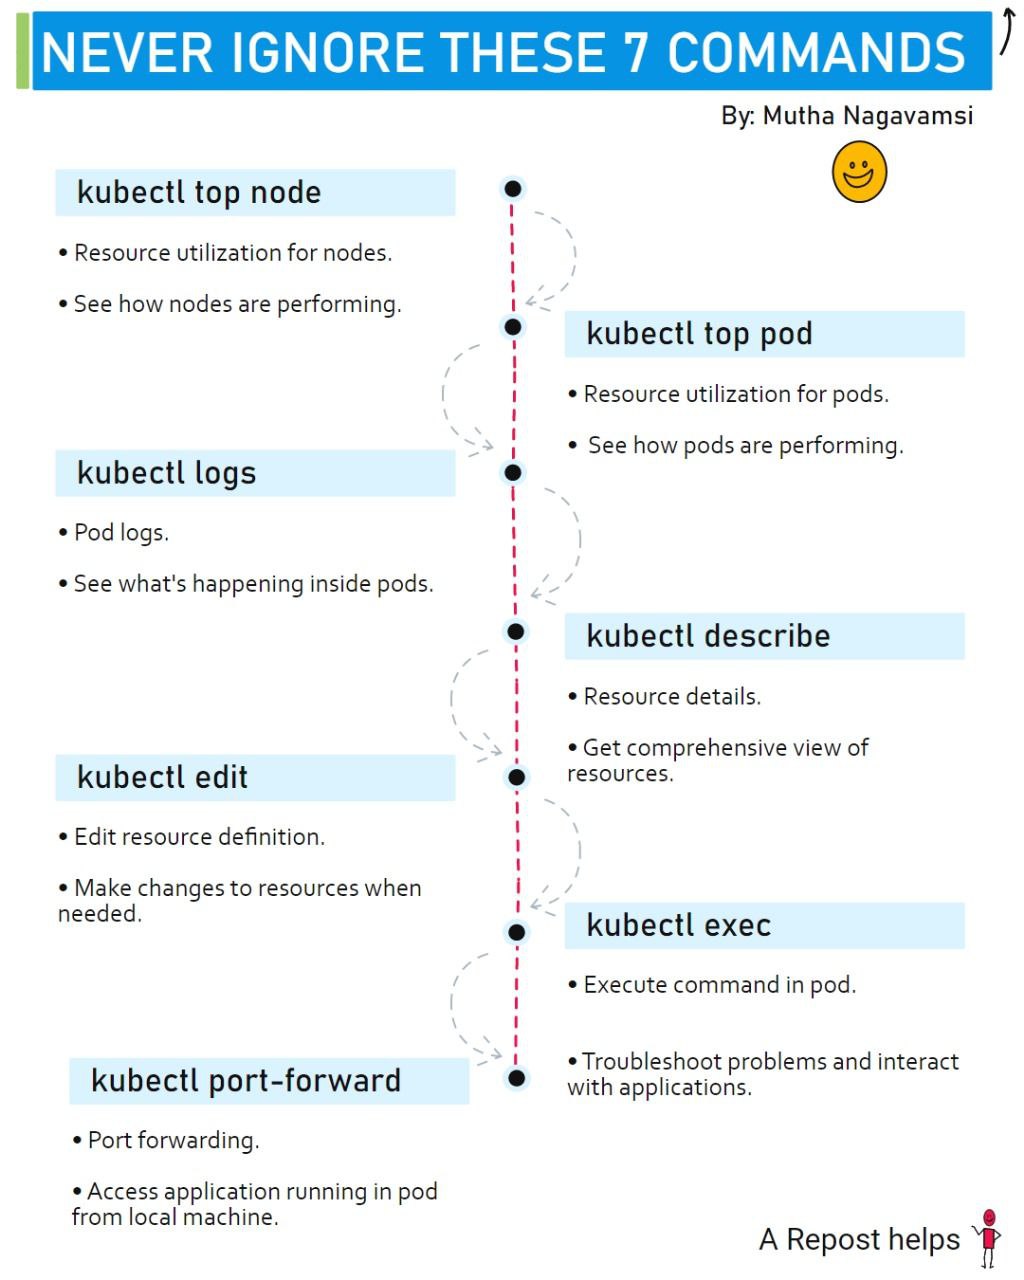 NEVER IGNORE THESE 7 COMMANDS
By: Mutha Nagavamsi
kubectl top node
• Resource utilization for nodes.
• See how nodes are performing.
kubectl top pod
• Resource utilization for pods.
• See how pods are performing.
kubectl logs
• Pod logs.
• See what's happening inside pods.
kubectl describe
• Resource details.
• Get comprehensive view of
resources.
kubectl edit
• Edit resource definition.
• Make changes to resources when
needed.
kubectl exec
• Execute command in pod.
• Troubleshoot problems and interact
with applications.
kubectl port-forward
• Port forwarding.
• Access application running in pod
from local machine.
A Repost helps